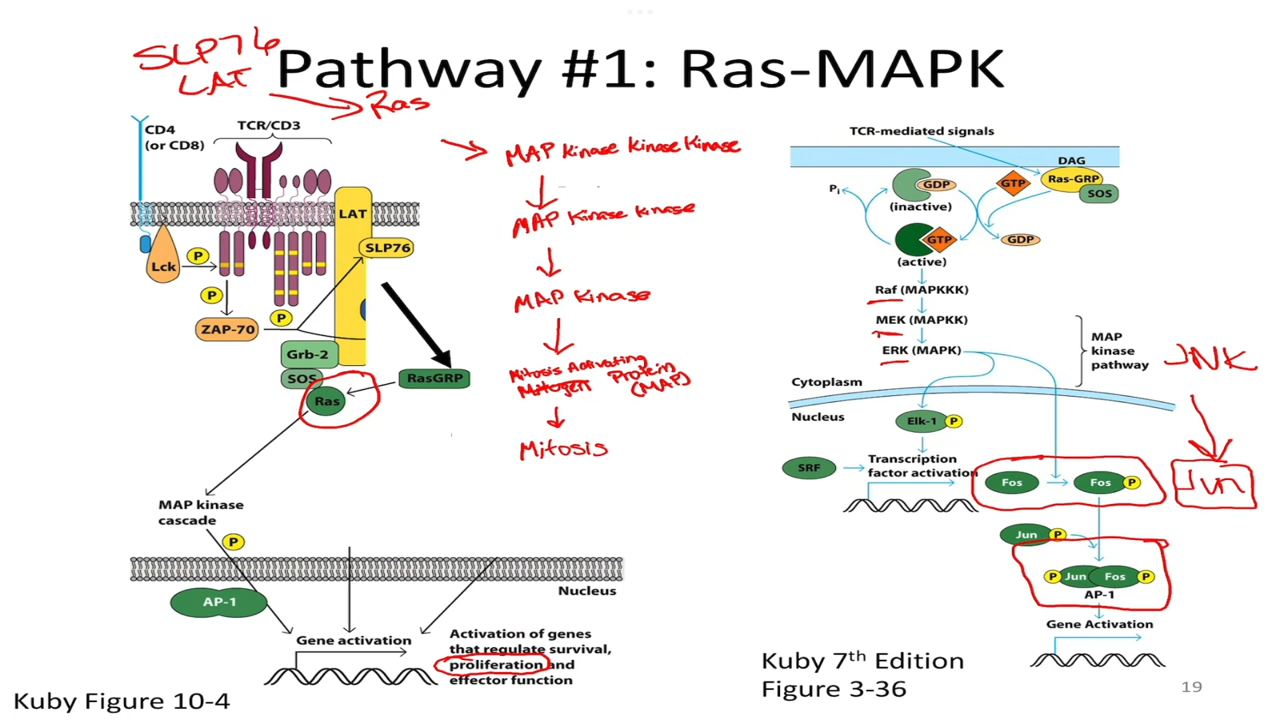 SLP76
LAT
Pathway #1: Ras-MAPK
Ras
CD4
(or CD8)
TCR/CD3
LAT
SLP76
Lck
P
P
P
ZAP-70
Grb-2
SOS
Ras
RasGRP
MAP kinase
cascade
P
AP-1
Nucleus
Gene activation
Activation of genes
that regulate survival,
proliferation and
effector function
Kuby Figure 10-4
MAP kinase kinase kinase
MAP kinase kinase
MAP kinase
Mitosis Activating
Mitogen Protein
(MAP)
Mitosis
TCR-mediated signals
DAG
Ras-GRP
SOS
Pi
GDP
(inactive)
GTP
GTP
(active)
GDP
Raf (MAPKKK)
MEK (MAPKK)
ERK (MAPK)
MAP
kinase
pathway
JNK
Cytoplasm
Nucleus
Elk-1 P
SRF
Transcription
factor activation
Fos
Fos P
Jun
Jun P
P Jun Fos P
AP-1
Gene Activation
Kuby 7th Edition
Figure 3-36
19